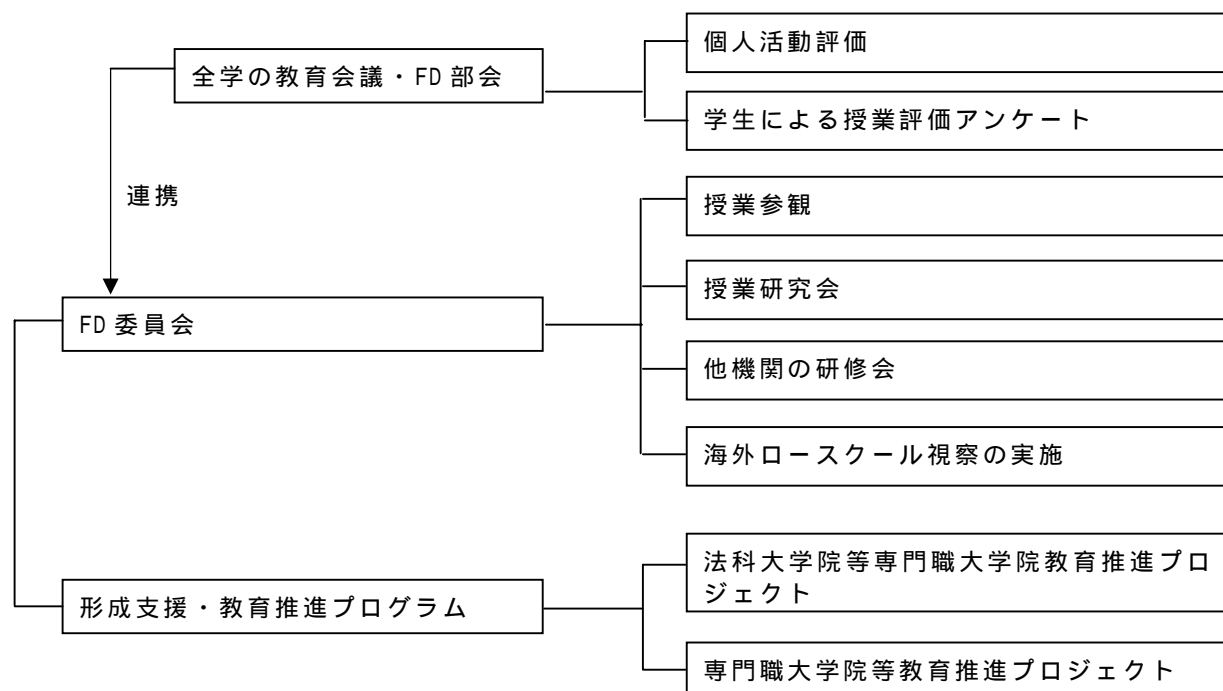 個人活動評価
全学の教育会議・FD部会
学生による授業評価アンケート
連携
授業参観
授業研究会
FD委員会
他機関の研修会
海外ロースクール視察の実施
法科大学院等専門職大学院教育推進プロ
ジェクト
形成支援・教育推進プログラム
専門職大学院等教育推進プロジェクト